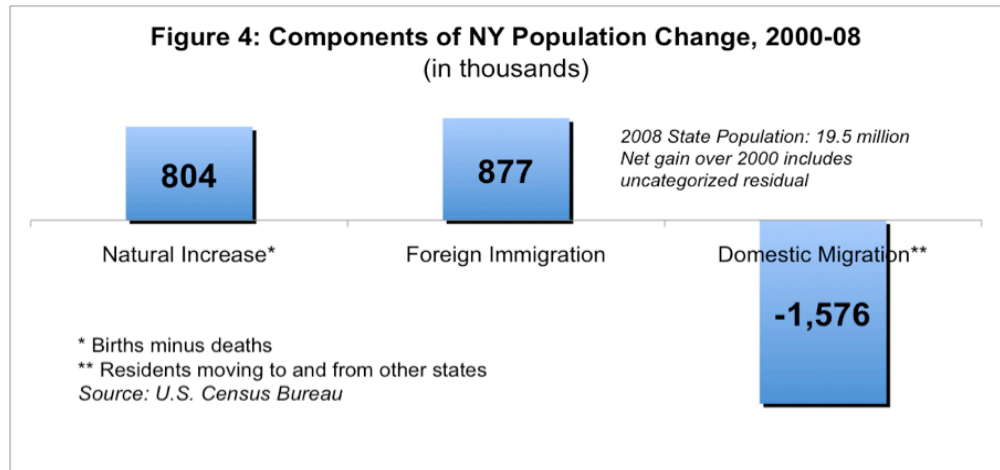 Figure 4: Components of NY Population Change, 2000-08
(in thousands)
2008 State Population: 19.5 million
Net gain over 2000 includes
uncategorized residual
804
877
Natural Increase*
Foreign Immigration
Domestic Migration**
-1,576
* Births minus deaths
** Residents moving to and from other states
Source: U.S. Census Bureau